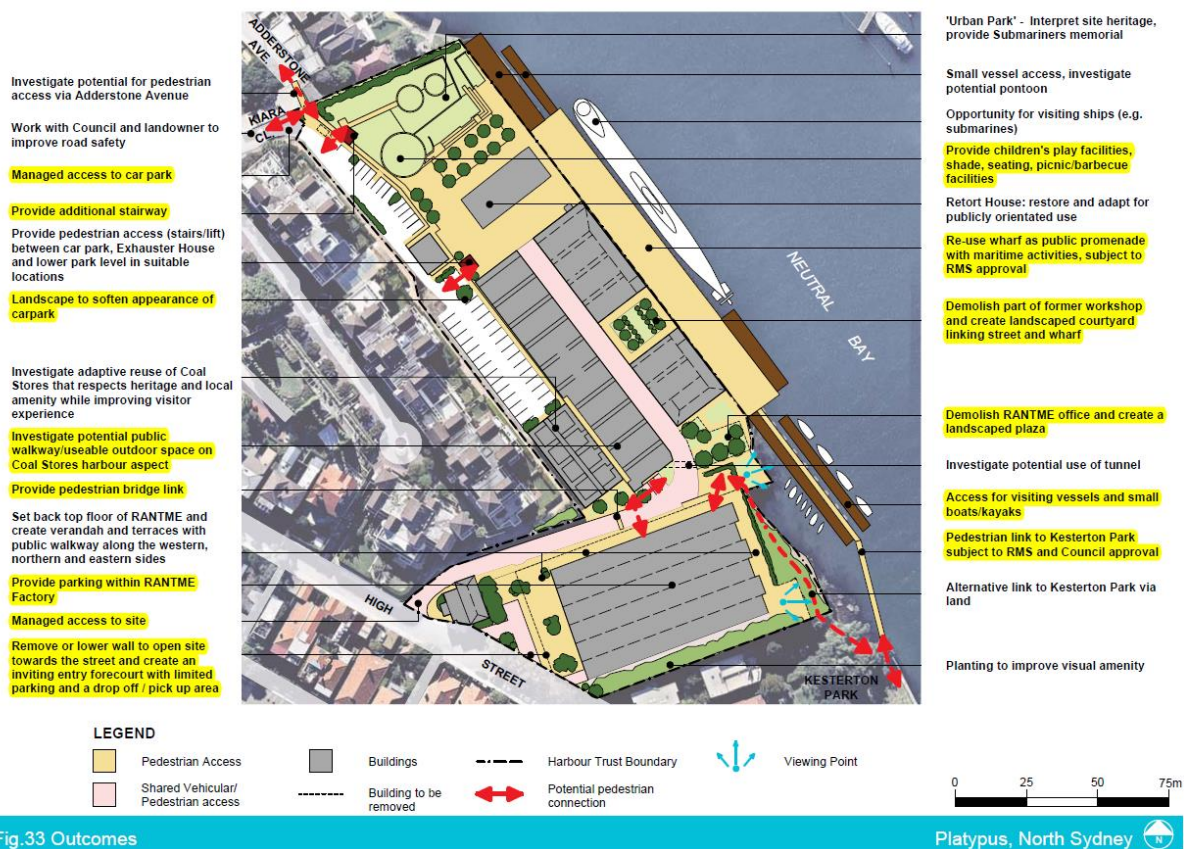 Investigate potential for pedestrian
access via Adderstone Avenue
Work with Council and landowner to
improve road safety
Managed access to car park
Provide additional stairway
Provide pedestrian access (stairs/lift)
between car park, Exhauster House
and lower park level in suitable
locations
Landscape to soften appearance of
carpark
Investigate adaptive reuse of Coal
Stores that respects heritage and local
amenity while improving visitor
experience
Investigate potential public
walkway/useable outdoor space on
Coal Stores harbour aspect
Provide pedestrian bridge link
Set back top floor of RANTME and
create verandah and terraces with
public walkway along the western,
northern and eastern sides
Provide parking within RANTME
Factory
Managed access to site
Remove or lower wall to open site
towards the street and create an
inviting entry forecourt with limited
parking and a drop off / pick up area
ADDERSTONE
AVE
KIARA
CL.
NEUTRAL
BAY
HIGH
STREET
KESTERTON
PARK
'Urban Park' - Interpret site heritage,
provide Submariners memorial
Small vessel access, investigate
potential pontoon
Opportunity for visiting ships (e.g.
submarines)
Provide children's play facilities,
shade, seating, picnic/barbecue
facilities
Retort House: restore and adapt for
publicly orientated use
Re-use wharf as public promenade
with maritime activities, subject to
RMS approval
Demolish part of former workshop
and create landscaped courtyard
linking street and wharf
Demolish RANTME office and create a
landscaped plaza
Investigate potential use of tunnel
Access for visiting vessels and small
boats/kayaks
Pedestrian link to Kesterton Park
subject to RMS and Council approval
Alternative link to Kesterton Park via
land
Planting to improve visual amenity
LEGEND
Pedestrian Access
Shared Vehicular/
Pedestrian access
Buildings
Building to be
removed
Harbour Trust Boundary
Potential pedestrian
connection
Viewing Point
0 25 50 75m
Fig.33 Outcomes
Platypus, North Sydney
N